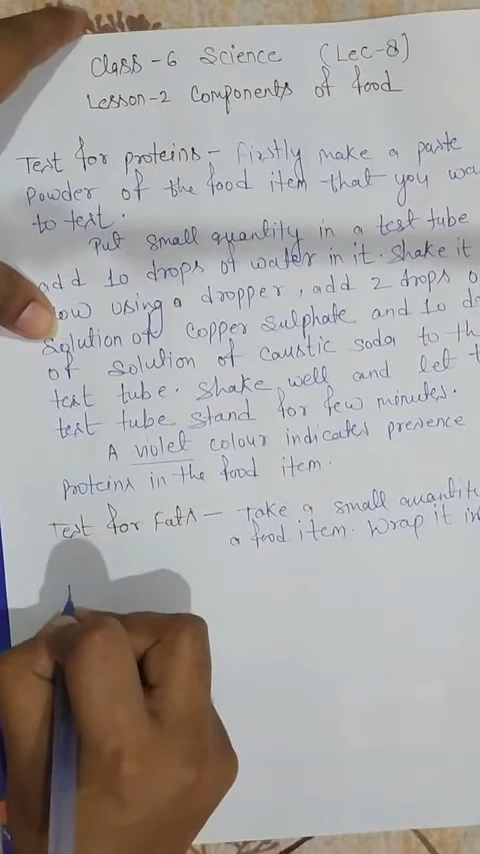 Class-6 Science (Lec-8)
Lesson-2 Components of food
Test for proteins - Firstly make a paste
powder of the food item that you wa
to test.
Put small quantity in a test tube
add 10 drops of water in it. Shake it
now using a dropper, add 2 drops o
Solution of copper sulphate and 10 d
of solution of caustic soda to th
test tube. Shake well and let t
test tube stand for few minutes.
A violet colour indicates presence
proteins in the food item.
Test for Fats - Take a small quantity
a food item. Wrap it in